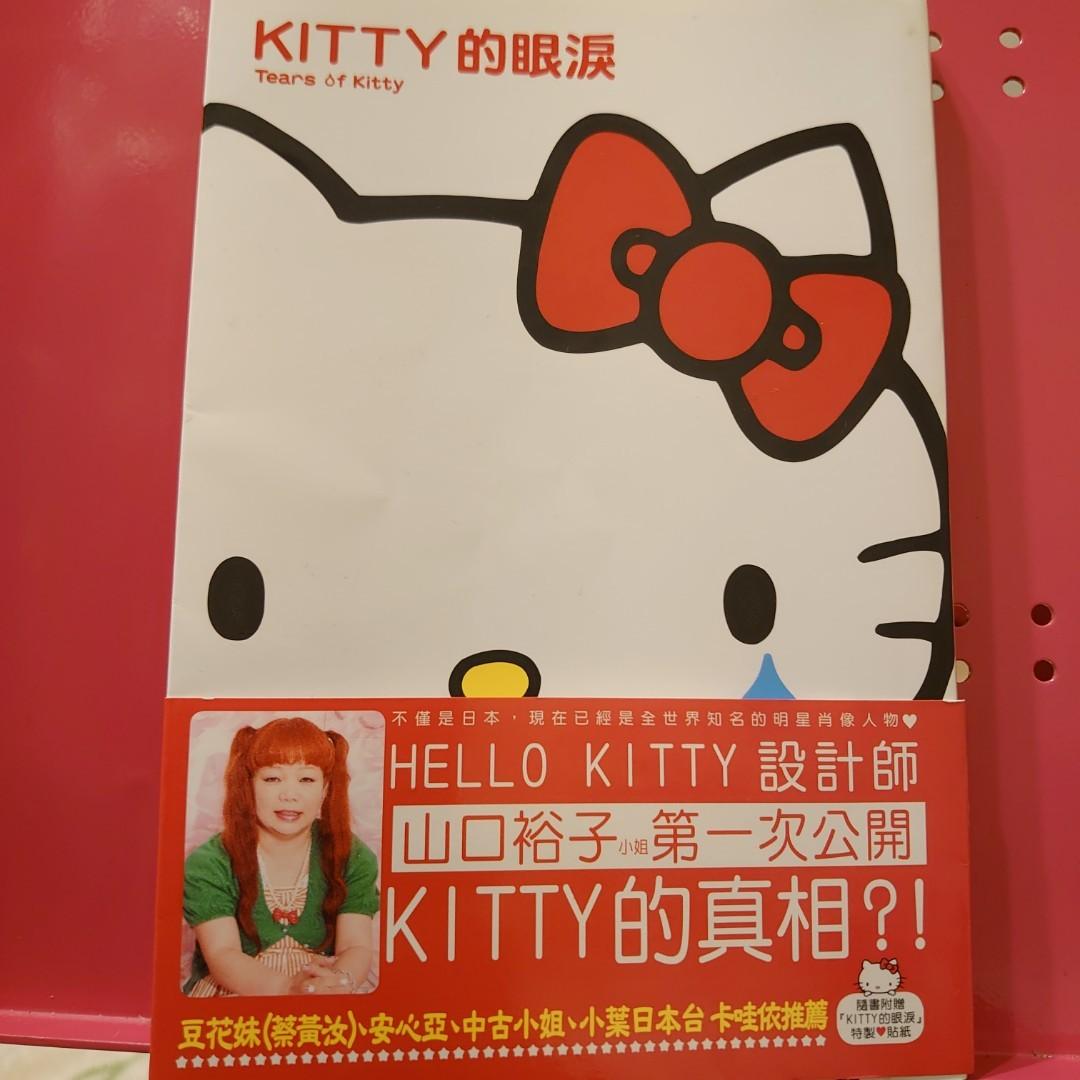 KITTY的眼淚
Tears of Kitty
不僅是日本，現在已經是全世界知名的明星肖像人物♥
HELLO KITTY 設計師
山口裕子小姐第一次公開
KITTY的真相?!
豆花妹(蔡黃汝)、安心亞、中古小姐、小葉日本台 卡哇依推薦
隨書附贈
「KITTY的眼淚」
特製♥貼紙